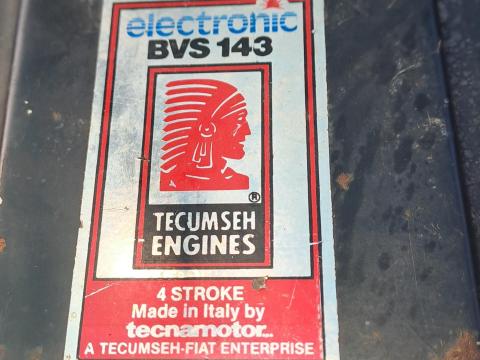 electronic
BVS 143
®
TECUMSEH
ENGINES
4 STROKE
Made in Italy by
tecnamotor
A TECUMSEH-FIAT ENTERPRISE